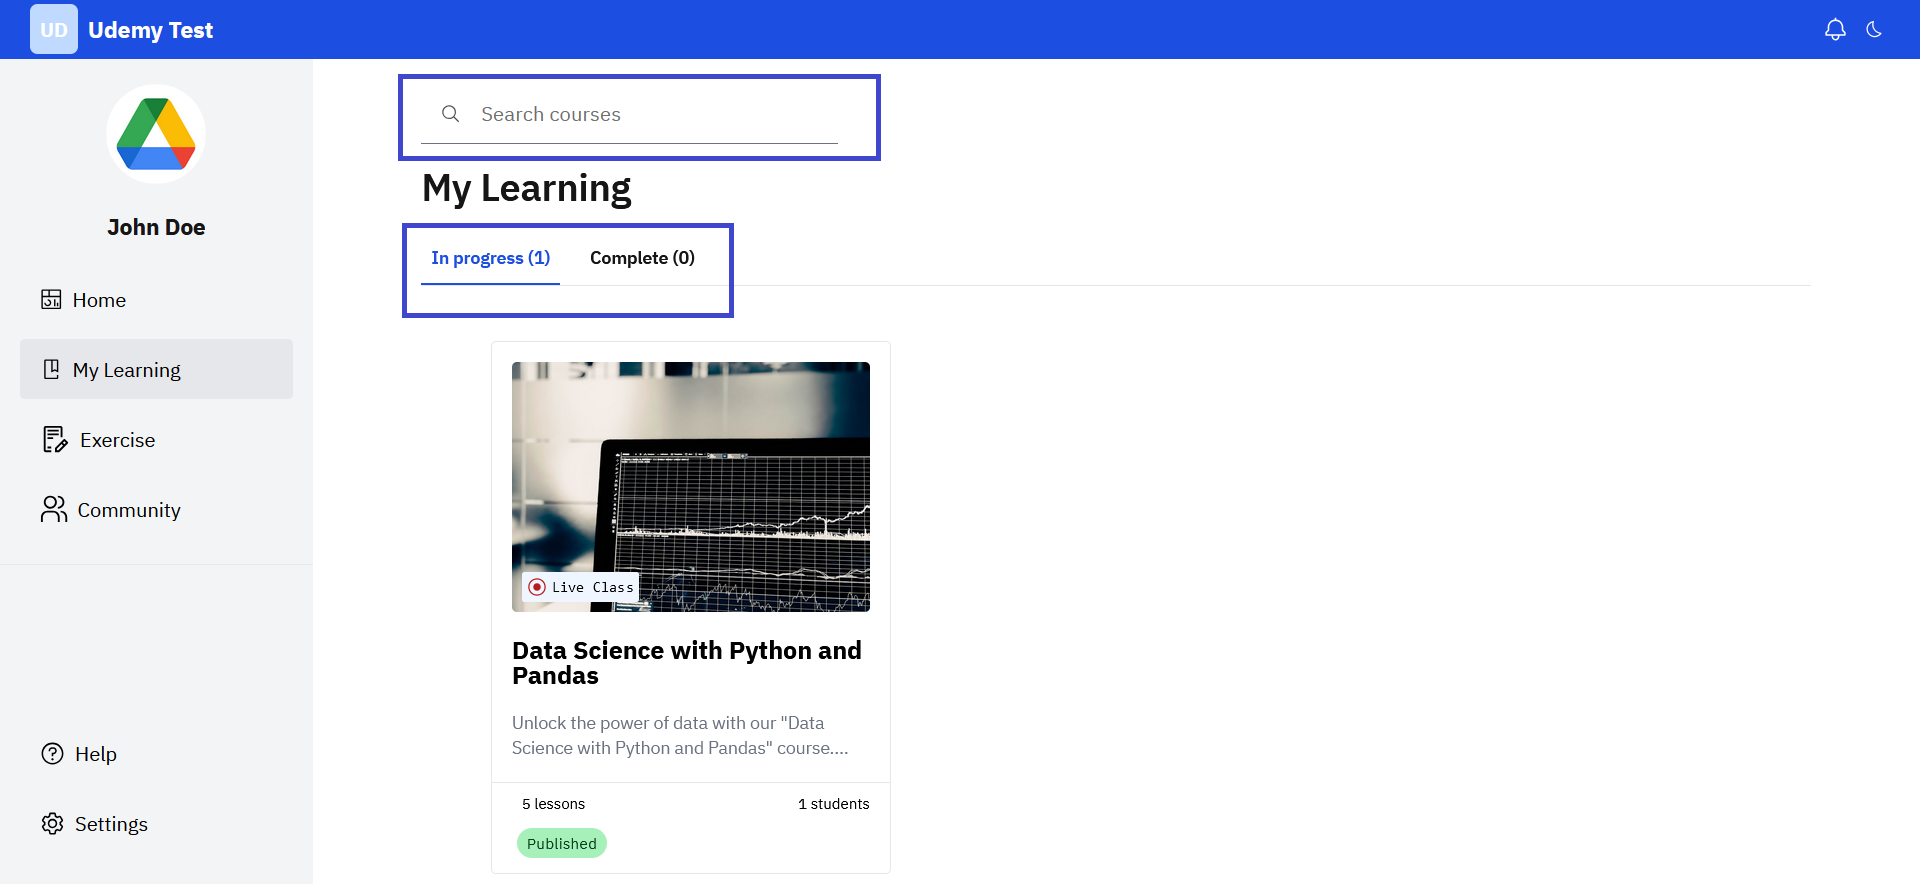 UD
Udemy Test
John Doe
Home
My Learning
Exercise
Community
Help
Settings
Search courses
My Learning
In progress (1)
Complete (0)
Live Class
Data Science with Python and
Pandas
Unlock the power of data with our "Data
Science with Python and Pandas" course....
5 lessons
1 students
Published